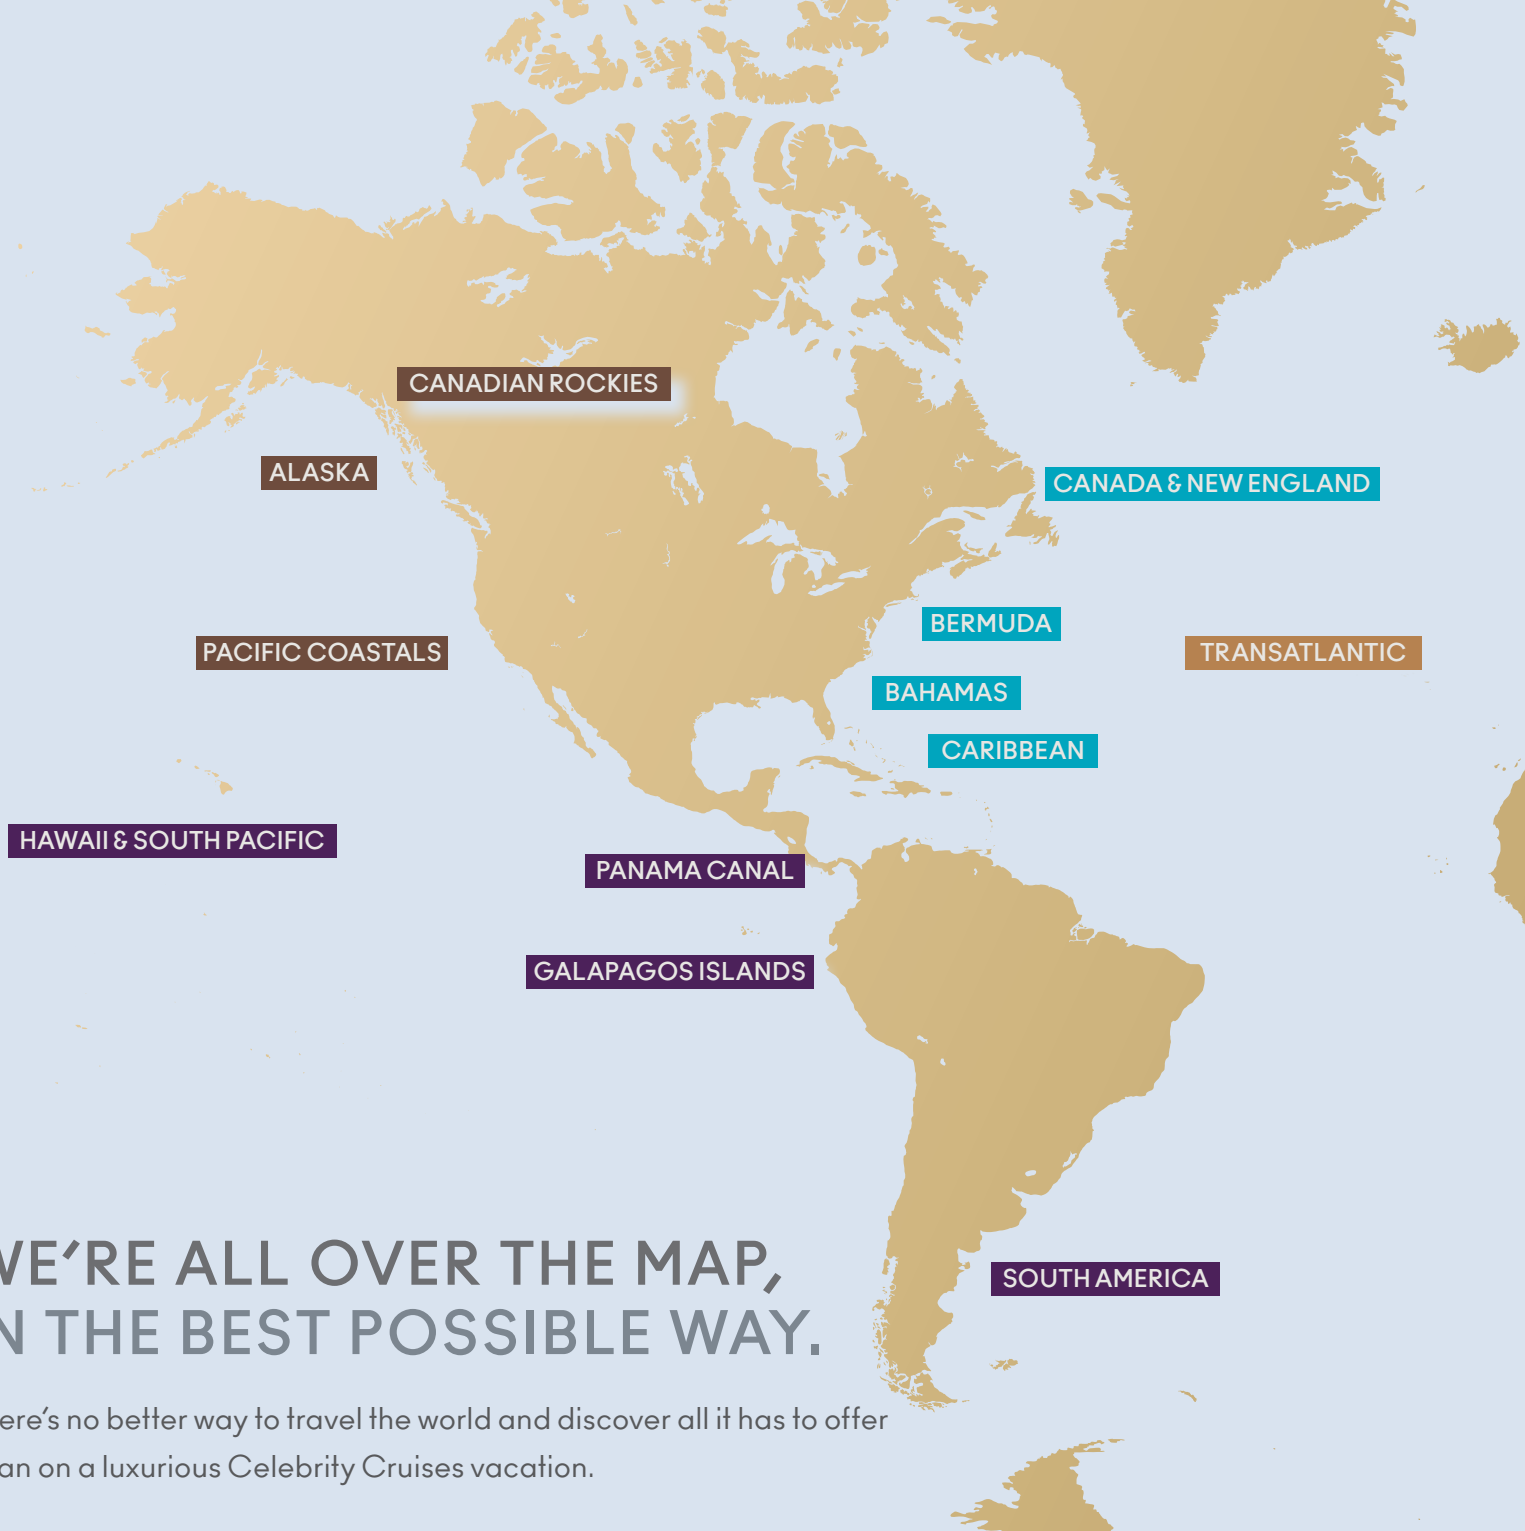 CANADIAN ROCKIES
ALASKA
CANADA & NEW ENGLAND
BERMUDA
PACIFIC COASTALS
TRANSATLANTIC
BAHAMAS
CARIBBEAN
HAWAII & SOUTH PACIFIC
PANAMA CANAL
GALAPAGOS ISLANDS
SOUTH AMERICA
WE'RE ALL OVER THE MAP,
N THE BEST POSSIBLE WAY.
ere's no better way to travel the world and discover all it has to offer
an on a luxurious Celebrity Cruises vacation.